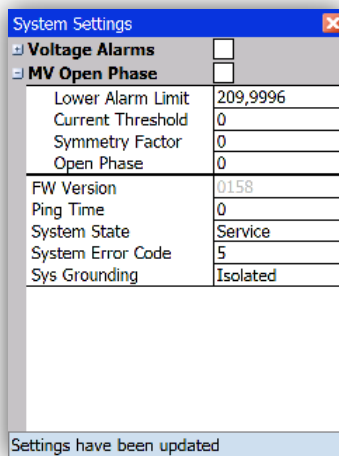 System Settings
Voltage Alarms
MV Open Phase
Lower Alarm Limit 209,9996
Current Threshold 0
Symmetry Factor 0
Open Phase 0
FW Version 0158
Ping Time 0
System State Service
System Error Code 5
Sys Grounding Isolated
Settings have been updated